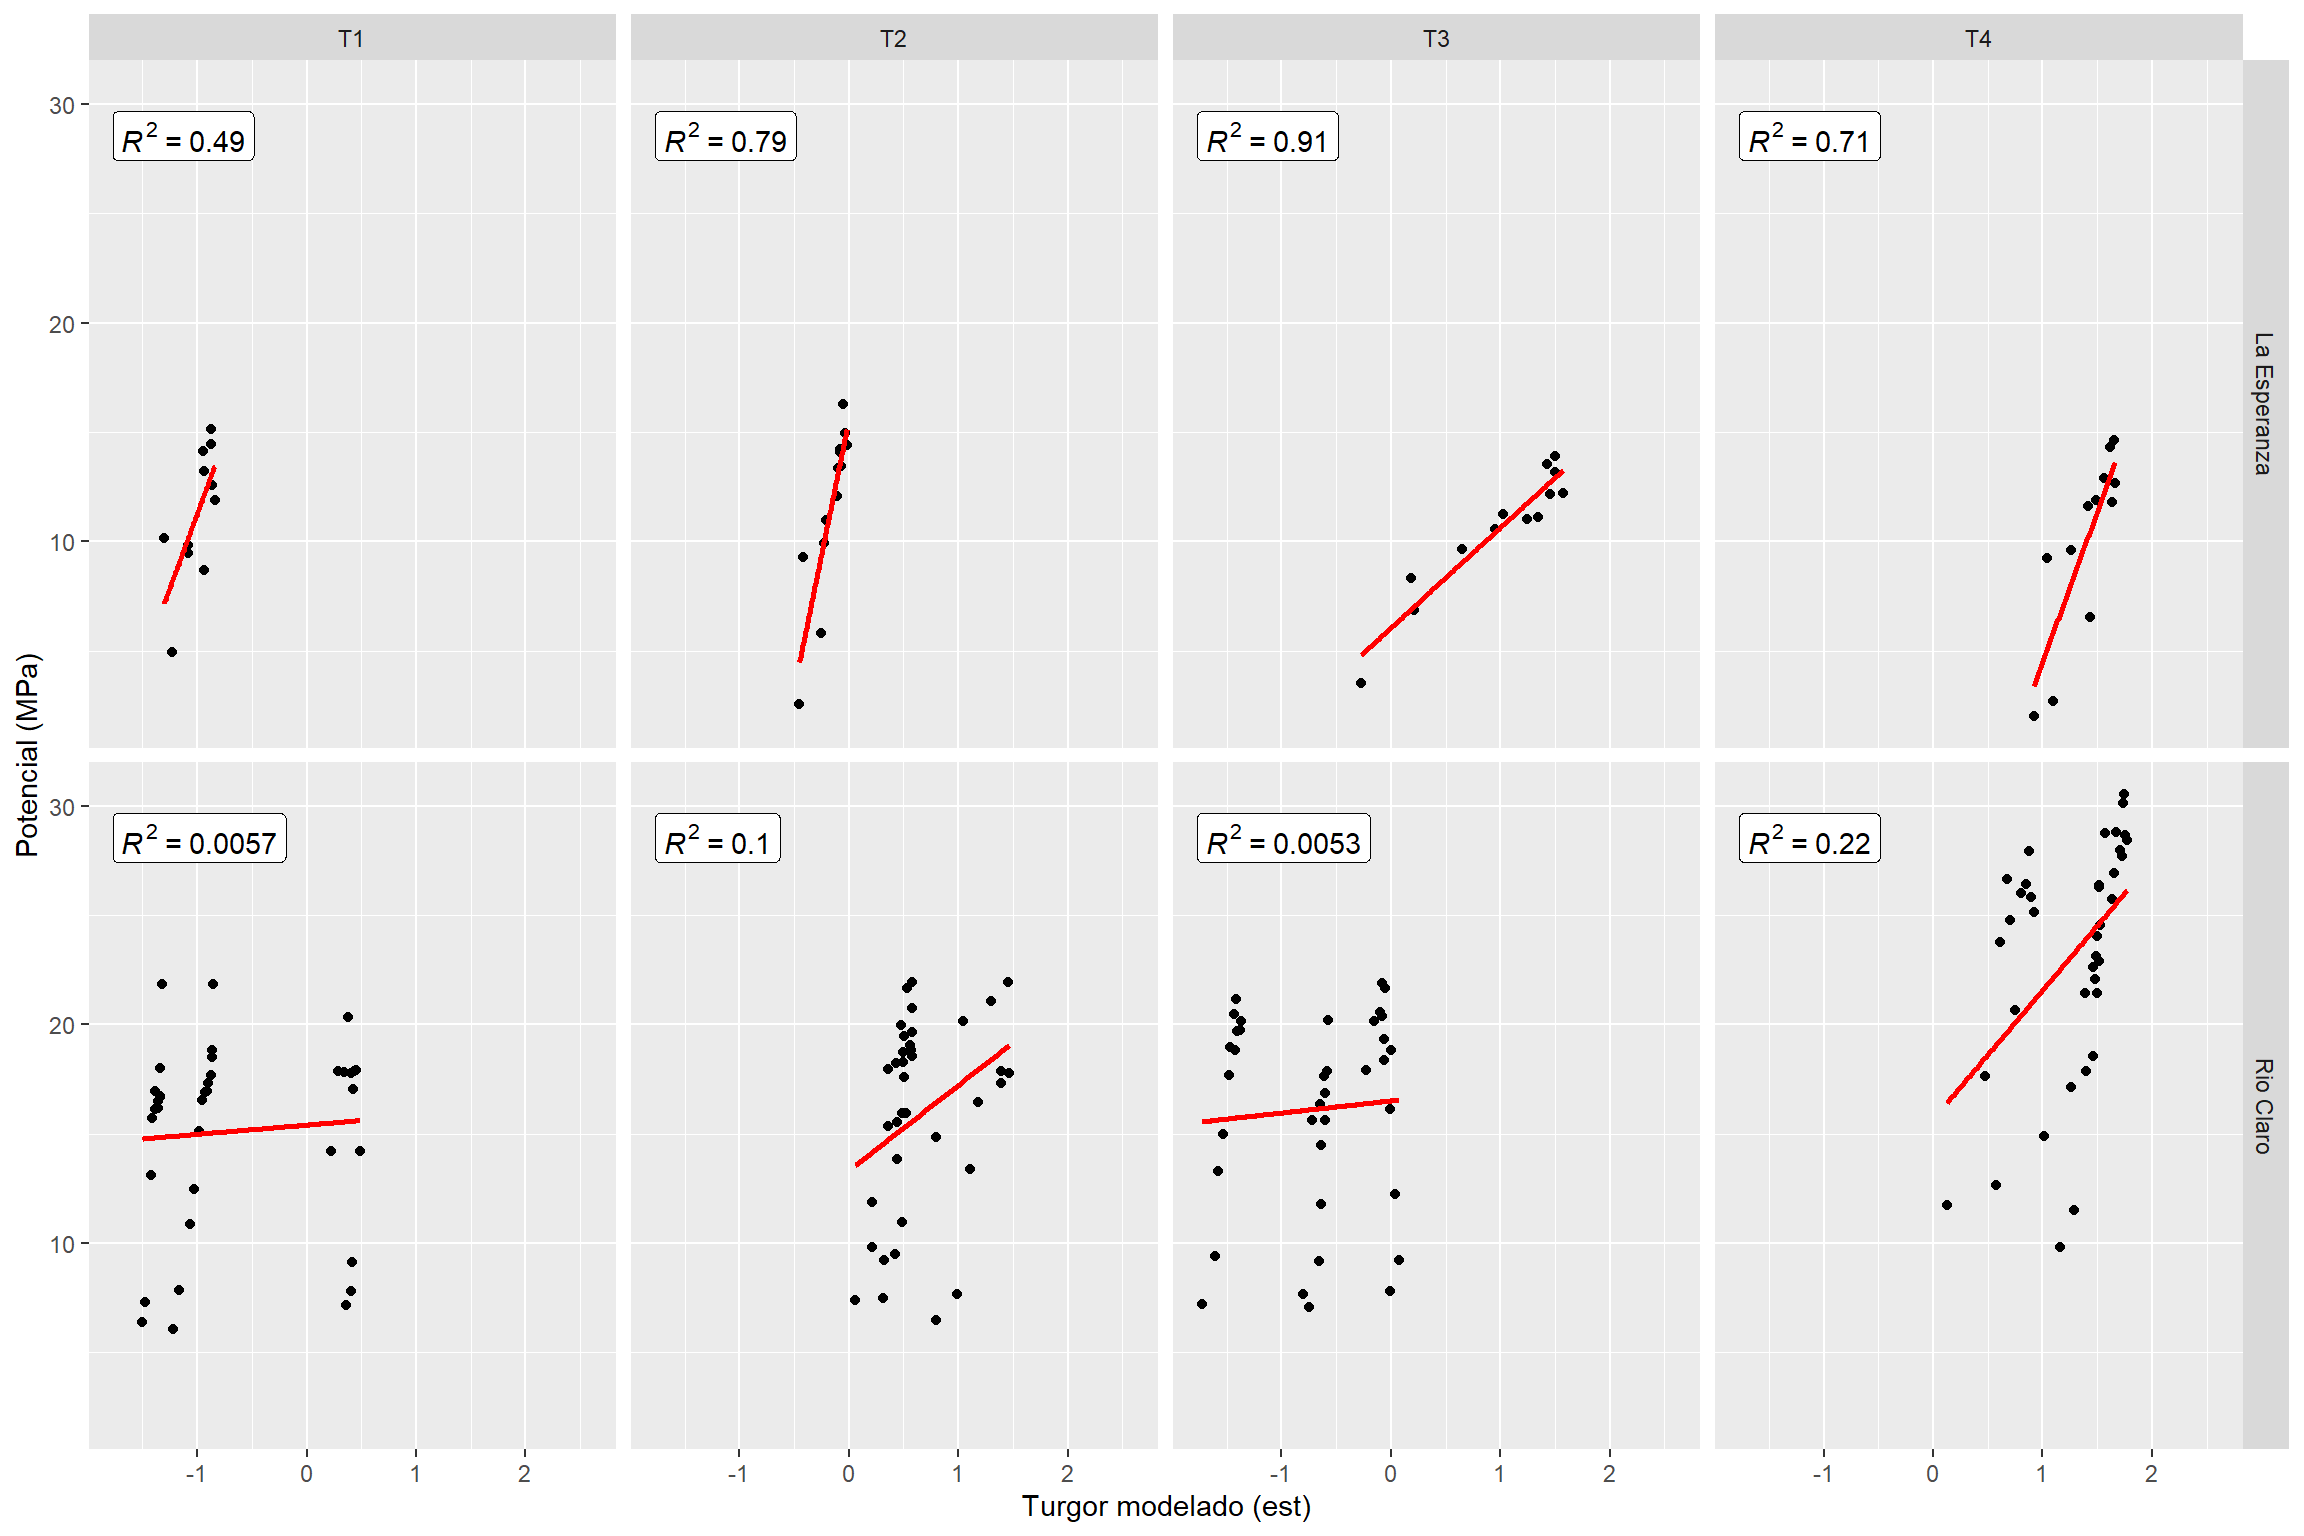 T1 T2 T3 T4
30
R² = 0.49 R² = 0.79 R² = 0.91 R² = 0.71
20
La Esperanza
10
Potencial (MPa)
30
R² = 0.0057 R² = 0.1 R² = 0.0053 R² = 0.22
20
Rio Claro
10
-1 0 1 2 -1 0 1 2 -1 0 1 2 -1 0 1 2
Turgor modelado (est)